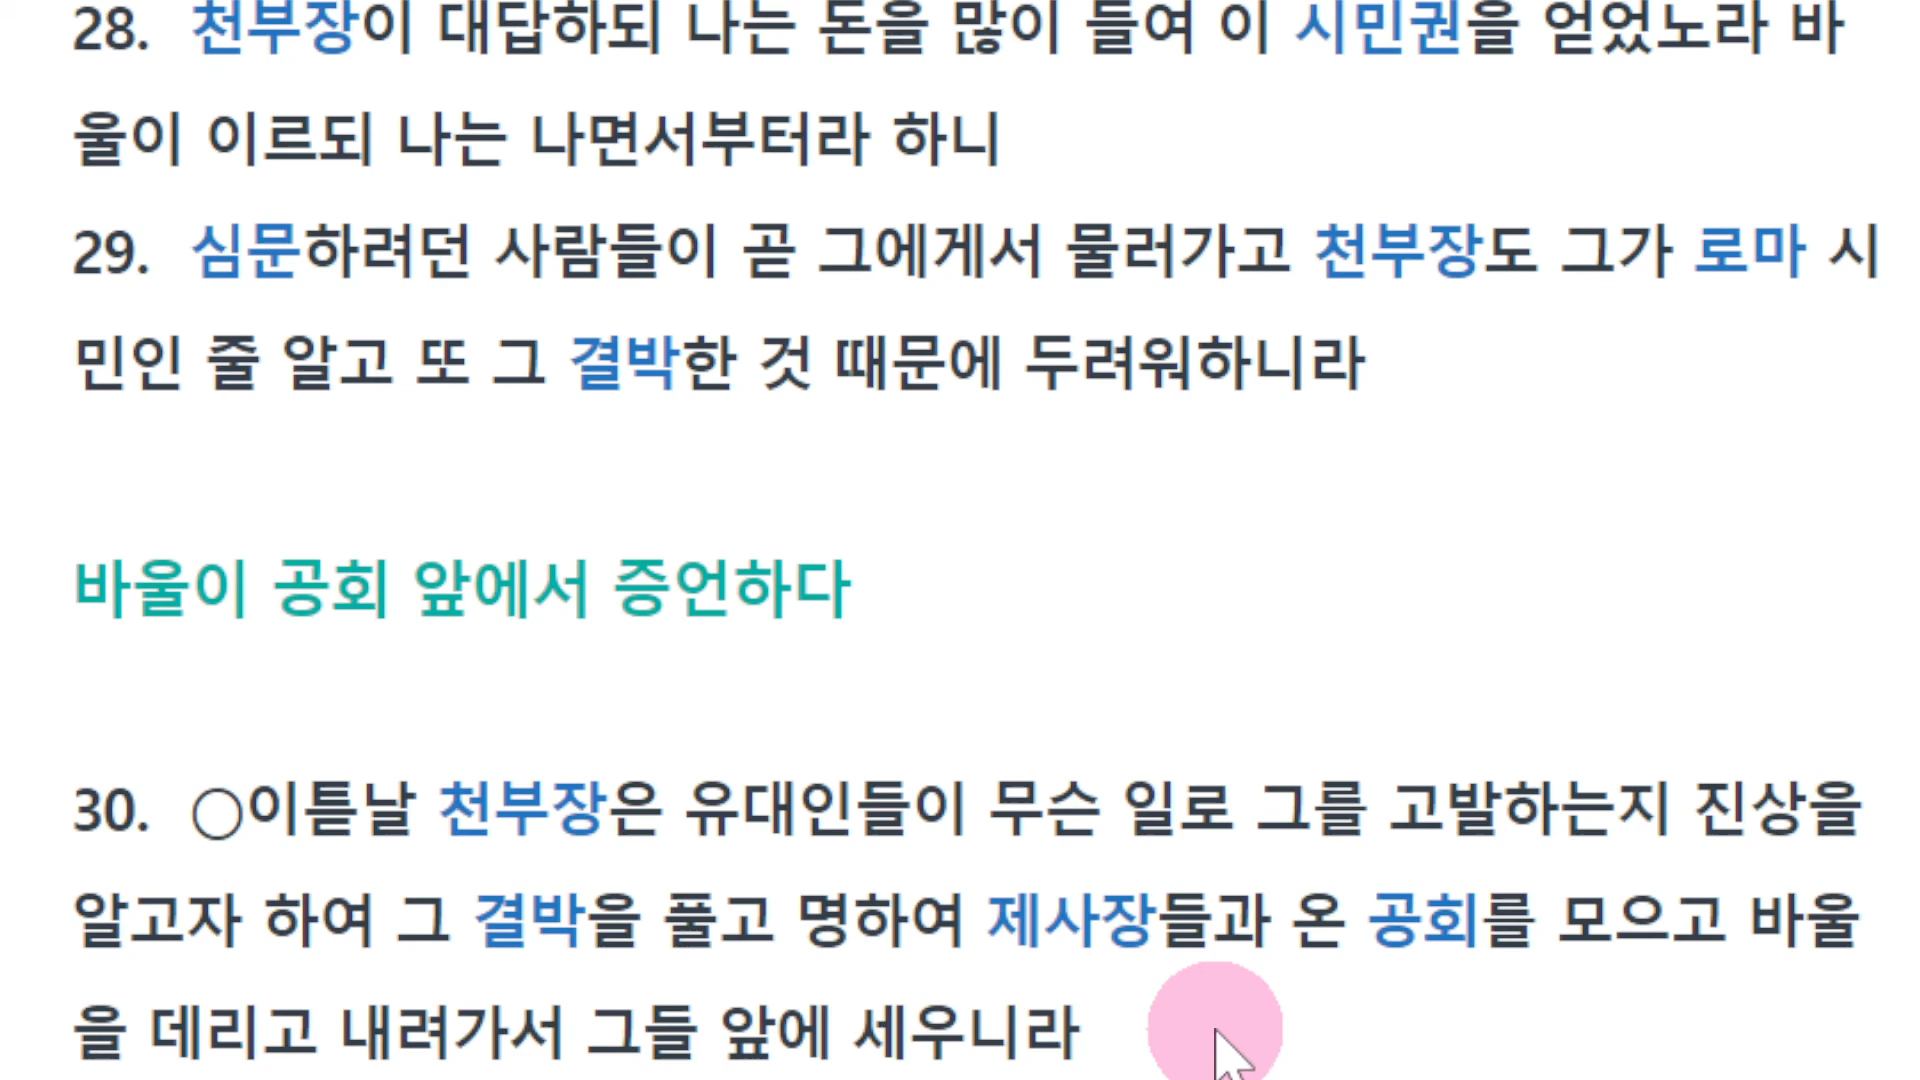 28. 천부장이 대답하되 나는 돈을 많이 들여 이 시민권을 얻었노라 바
울이 이르되 나는 나면서부터라 하니
29. 심문하려던 사람들이 곧 그에게서 물러가고 천부장도 그가 로마 시
민인 줄 알고 또 그 결박한 것 때문에 두려워하니라
바울이 공회 앞에서 증언하다
30. ○이튿날 천부장은 유대인들이 무슨 일로 그를 고발하는지 진상을
알고자 하여 그 결박을 풀고 명하여 제사장들과 온 공회를 모으고 바울
을 데리고 내려가서 그들 앞에 세우니라